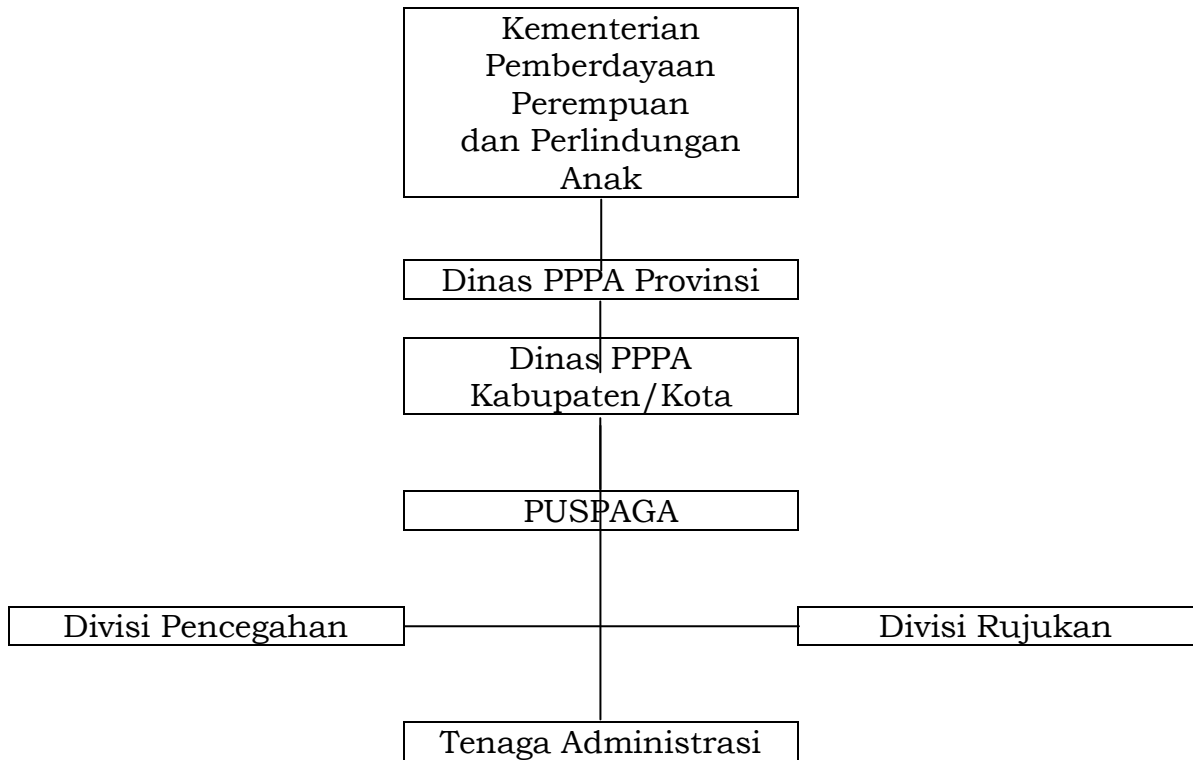 Kementerian
Pemberdayaan
Perempuan
dan Perlindungan
Anak
Dinas PPPA Provinsi
Dinas PPPA
Kabupaten/Kota
PUSPAGA
Divisi Pencegahan
Divisi Rujukan
Tenaga Administrasi